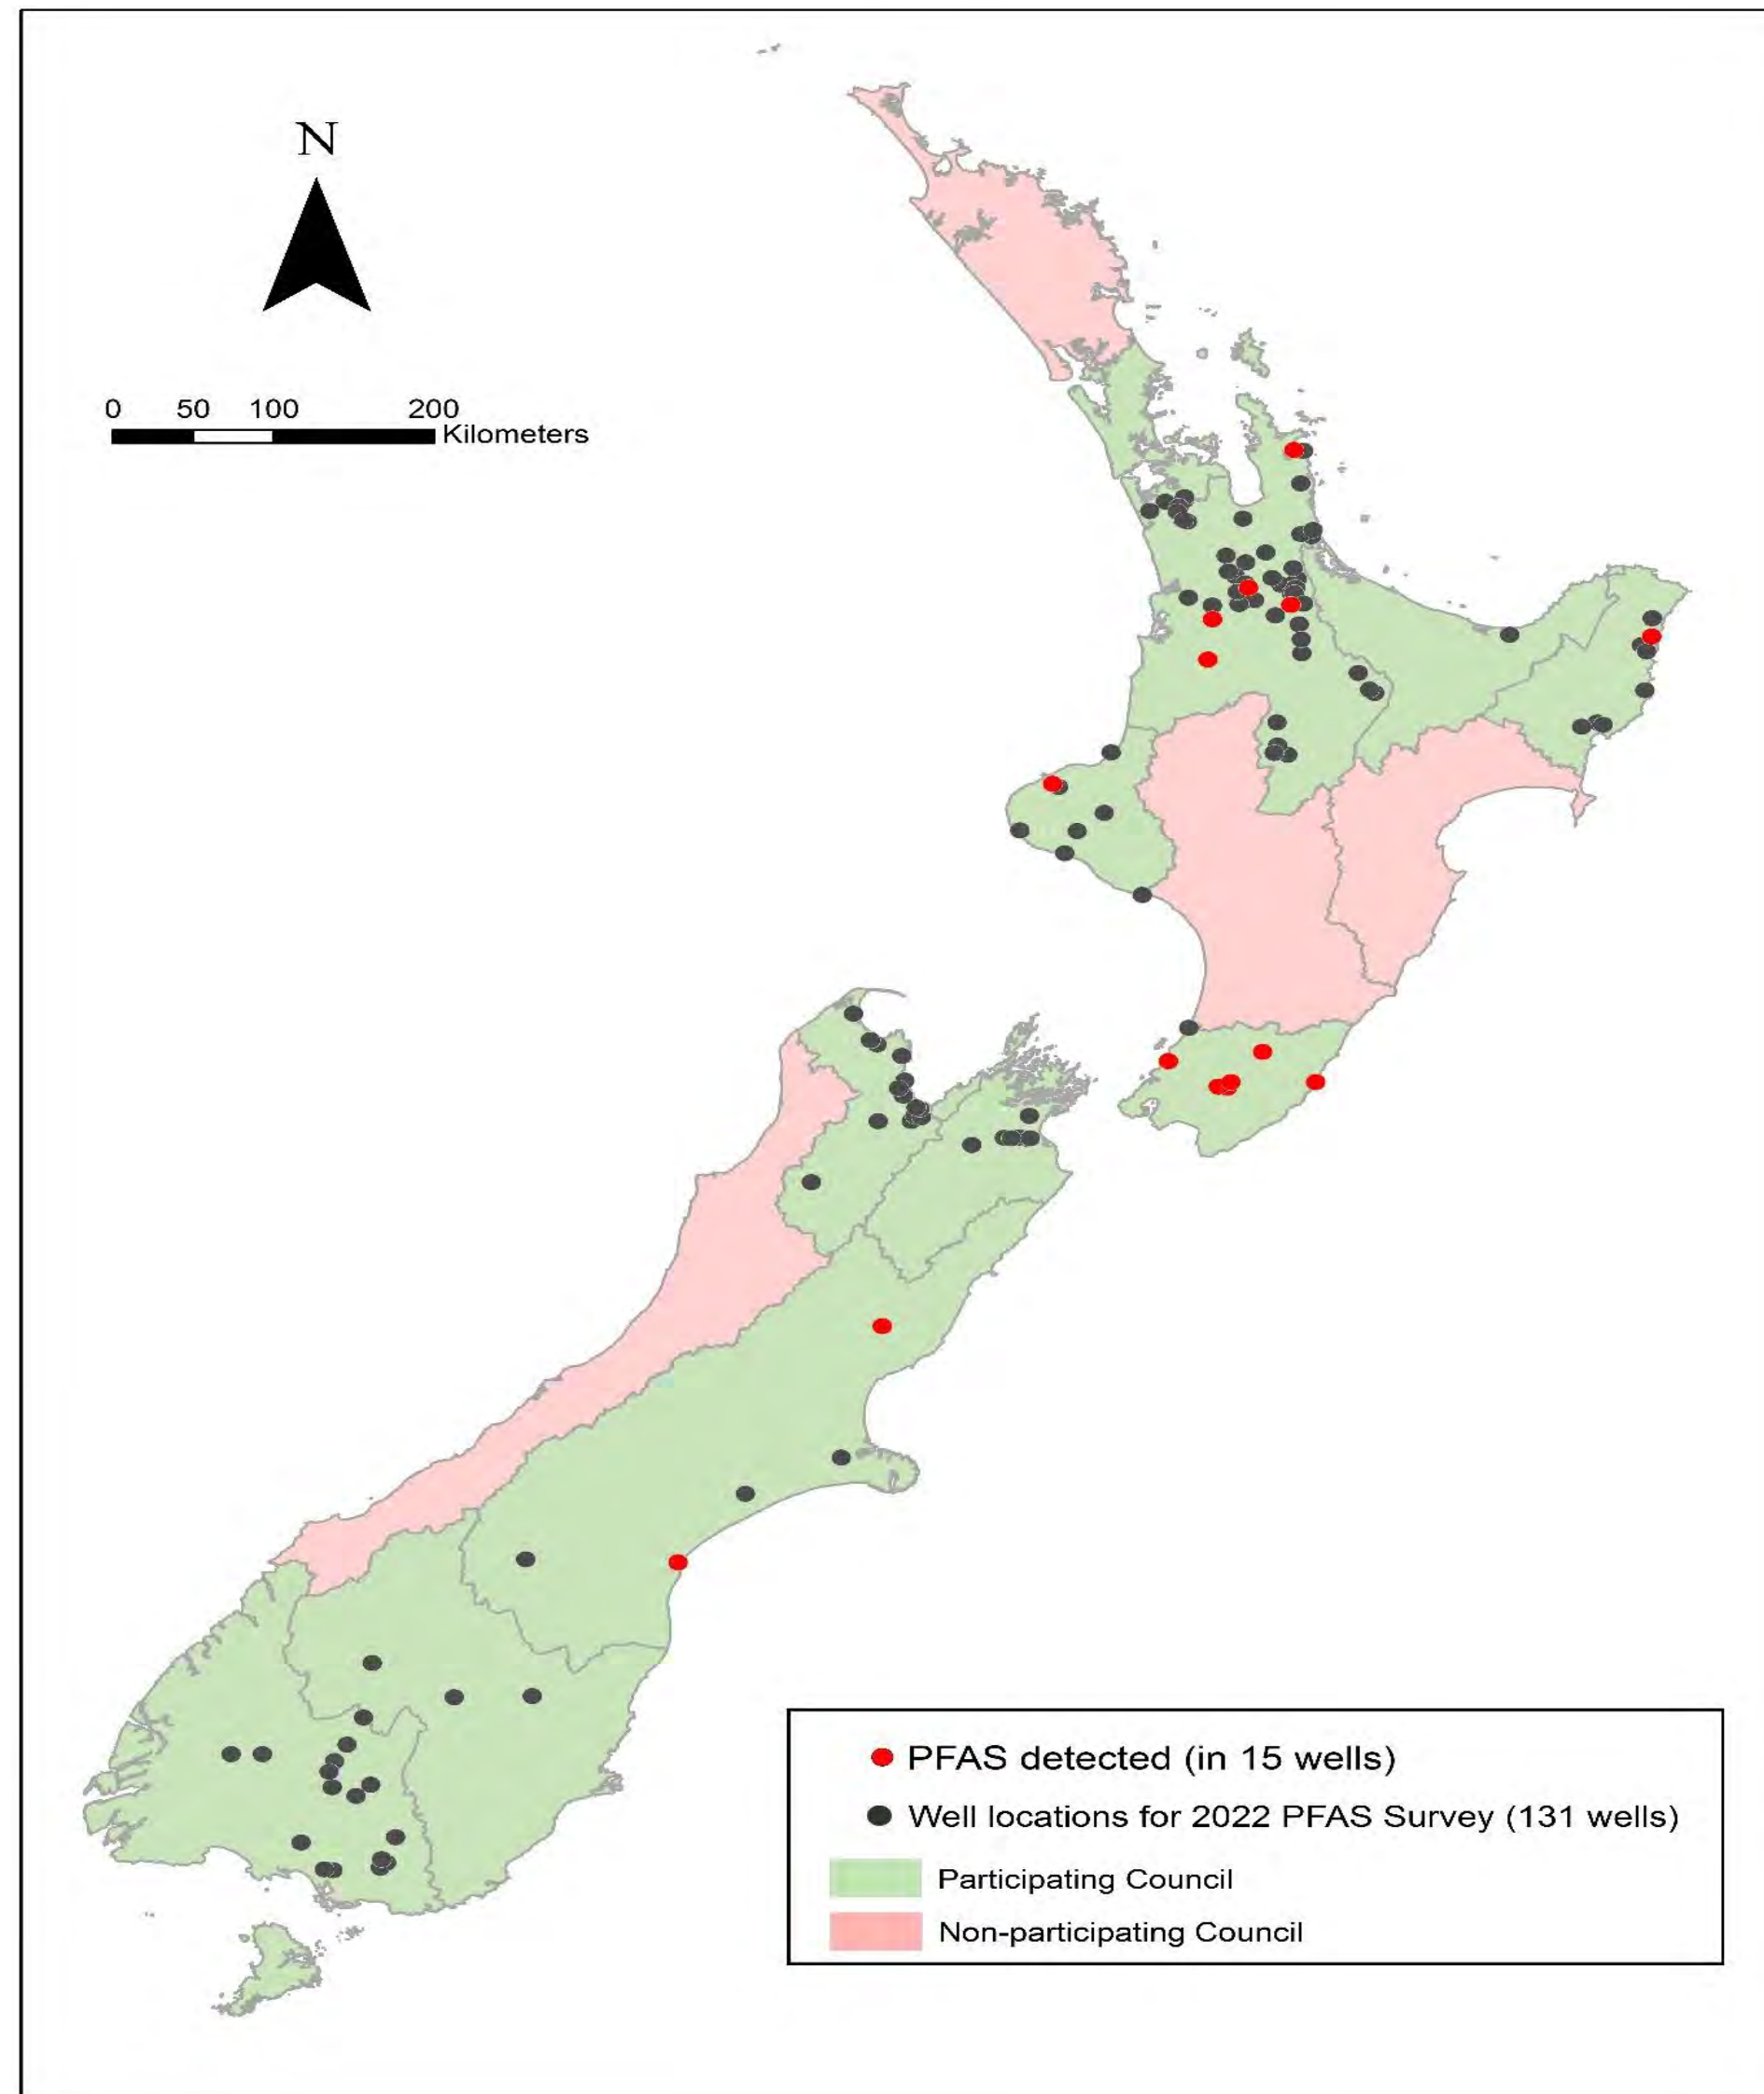 N
0 50 100 200
Kilometers
PFAS detected (in 15 wells)
Well locations for 2022 PFAS Survey (131 wells)
Participating Council
Non-participating Council